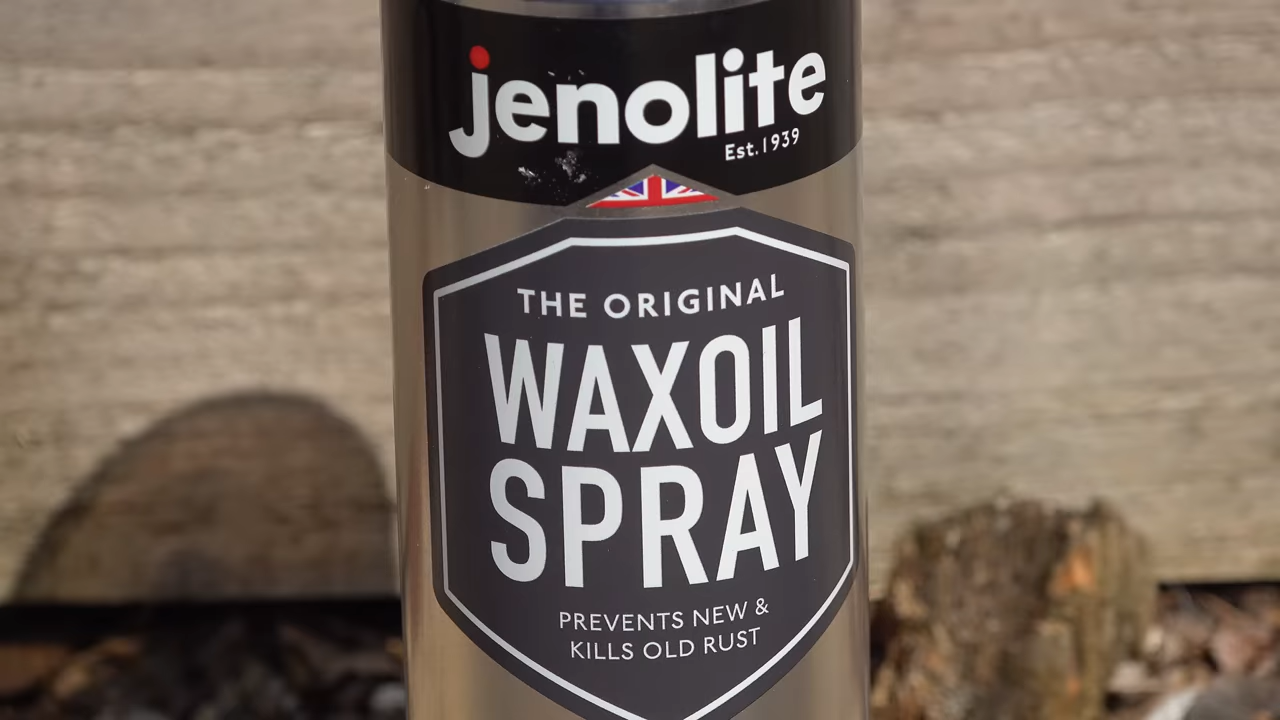 jenolite
Est. 1939
THE ORIGINAL
WAXOIL
SPRAY
PREVENTS NEW &
KILLS OLD RUST